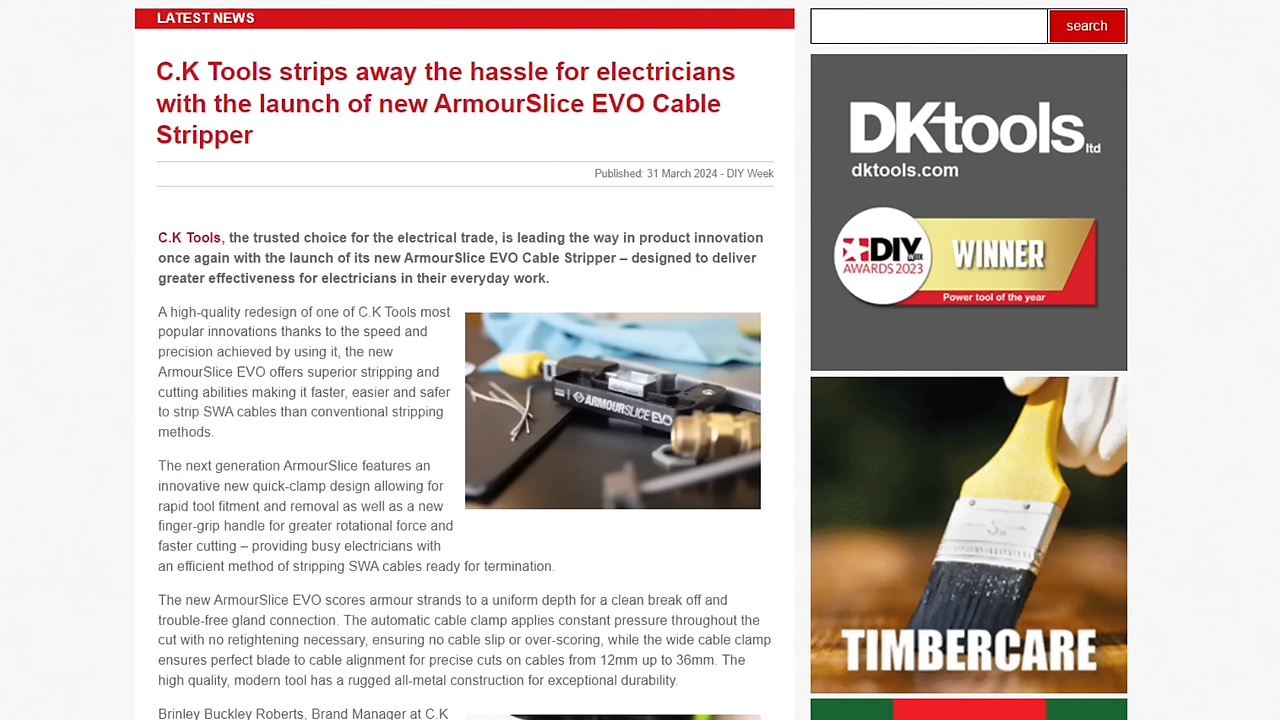 LATEST NEWS
search
C.K Tools strips away the hassle for electricians
with the launch of new ArmourSlice EVO Cable
Stripper
Published: 31 March 2024 - DIY Week
C.K Tools, the trusted choice for the electrical trade, is leading the way in product innovation
once again with the launch of its new ArmourSlice EVO Cable Stripper – designed to deliver
greater effectiveness for electricians in their everyday work.
A high-quality redesign of one of C.K Tools most
popular innovations thanks to the speed and
precision achieved by using it, the new
ArmourSlice EVO offers superior stripping and
cutting abilities making it faster, easier and safer
to strip SWA cables than conventional stripping
methods.
ARMOURSLICE EVO
The next generation ArmourSlice features an
innovative new quick-clamp design allowing for
rapid tool fitment and removal as well as a new
finger-grip handle for greater rotational force and
faster cutting – providing busy electricians with
an efficient method of stripping SWA cables ready for termination.
The new ArmourSlice EVO scores armour strands to a uniform depth for a clean break off and
trouble-free gland connection. The automatic cable clamp applies constant pressure throughout the
cut with no retightening necessary, ensuring no cable slip or over-scoring, while the wide cable clamp
ensures perfect blade to cable alignment for precise cuts on cables from 12mm up to 36mm. The
high quality, modern tool has a rugged all-metal construction for exceptional durability.
Brinley Buckley Roberts, Brand Manager at C.K
DKtools ltd
dktools.com
DIY WEEK
AWARDS 2023
WINNER
Power tool of the year
TIMBERCARE